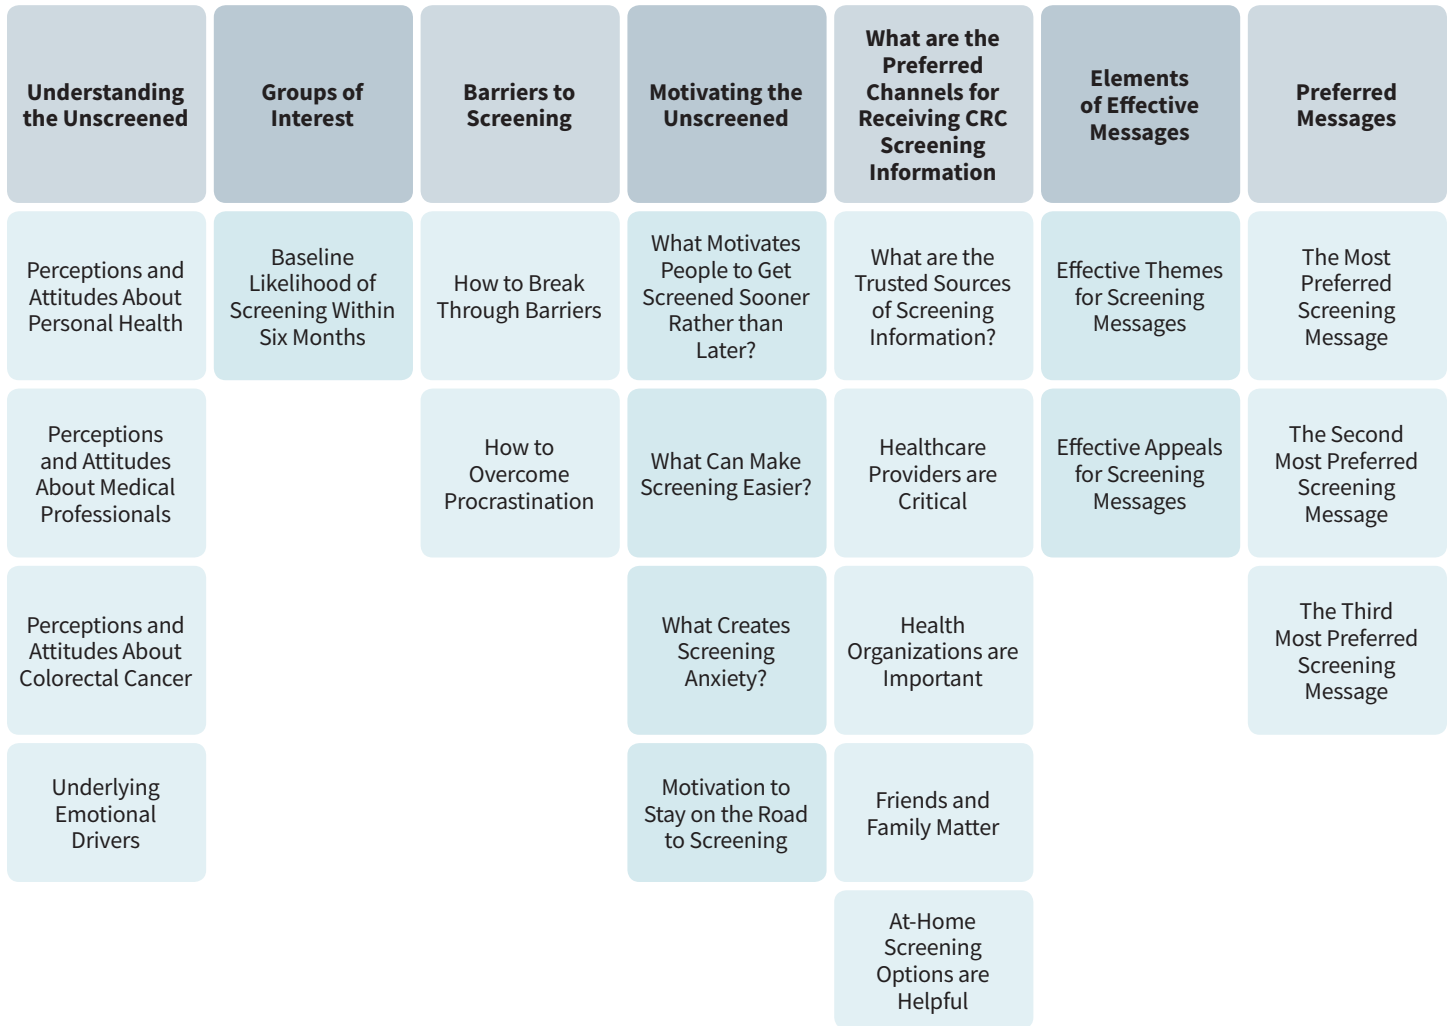 Understanding
the Unscreened
Groups of
Interest
Barriers to
Screening
Motivating the
Unscreened
What are the
Preferred
Channels for
Receiving CRC
Screening
Information
Elements
of Effective
Messages
Preferred
Messages
Perceptions and
Attitudes About
Personal Health
Baseline
Likelihood of
Screening Within
Six Months
How to Break
Through Barriers
What Motivates
People to Get
Screened Sooner
Rather than
Later?
What are the
Trusted Sources
of Screening
Information?
Effective Themes
for Screening
Messages
The Most
Preferred
Screening
Message
Perceptions
and Attitudes
About Medical
Professionals
How to
Overcome
Procrastination
What Can Make
Screening Easier?
Healthcare
Providers are
Critical
Effective Appeals
for Screening
Messages
The Second
Most Preferred
Screening
Message
Perceptions and
Attitudes About
Colorectal Cancer
What Creates
Screening
Anxiety?
Health
Organizations are
Important
The Third
Most Preferred
Screening
Message
Underlying
Emotional
Drivers
Motivation to
Stay on the Road
to Screening
Friends and
Family Matter
At-Home
Screening
Options are
Helpful